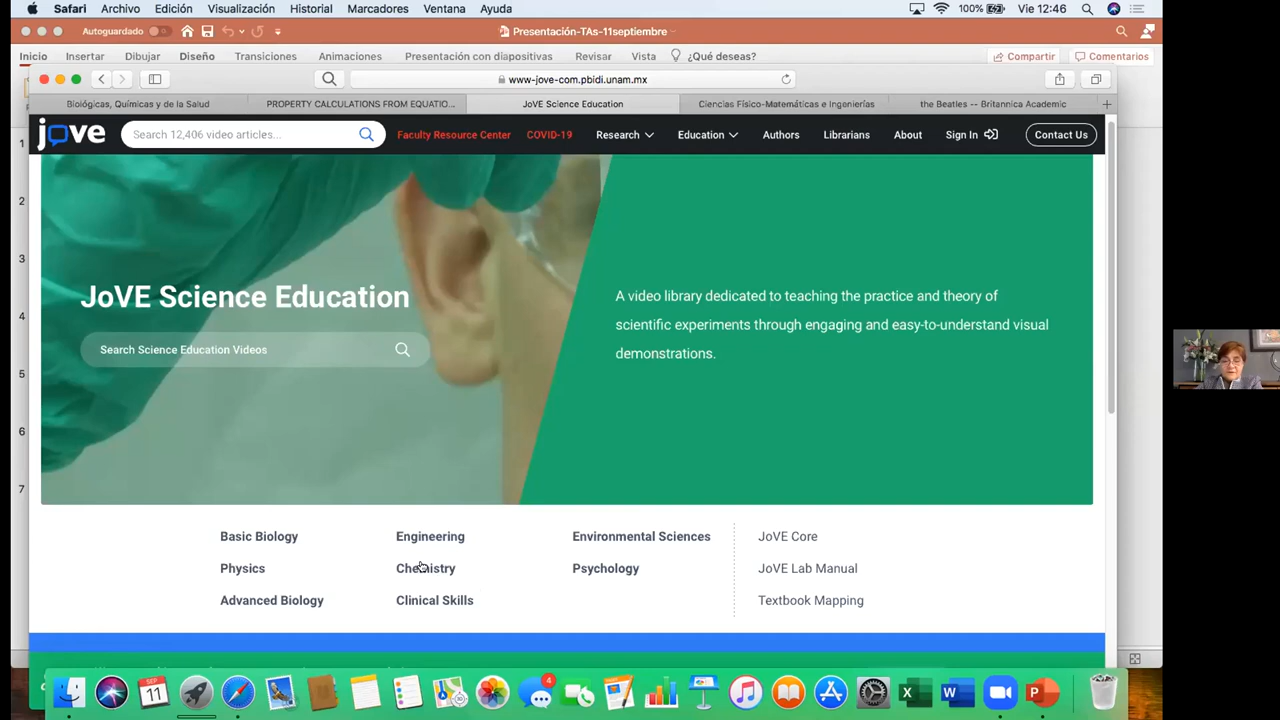 Safari Archivo Edición Visualización Historial Marcadores Ventana Ayuda 100% Vie 12:46
Autoguardado Presentación-TAs-11septiembre
Inicio Insertar Dibujar Diseño Transiciones Animaciones Presentación con diapositivas Revisar Vista ¿Qué deseas? Compartir Comentarios
www-jove-com.pbidi.unam.mx
Biológicas, Químicas y de la Salud PROPERTY CALCULATIONS FROM EQUATIO... JoVE Science Education Ciencias Físico-Matemáticas e Ingenierías the Beatles -- Britannica Academic
jove Search 12,406 video articles... Faculty Resource Center COVID-19 Research Education Authors Librarians About Sign In Contact Us
1
2
3
4
5
6
7
JoVE Science Education
Search Science Education Videos
A video library dedicated to teaching the practice and theory of
scientific experiments through engaging and easy-to-understand visual
demonstrations.
Basic Biology Engineering Environmental Sciences JoVE Core
Physics Chemistry Psychology JoVE Lab Manual
Advanced Biology Clinical Skills Textbook Mapping
SEP
11
4